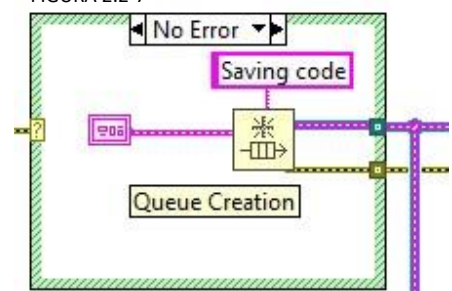 FIGURA 2.2-7
No Error
Saving code
?
Queue Creation